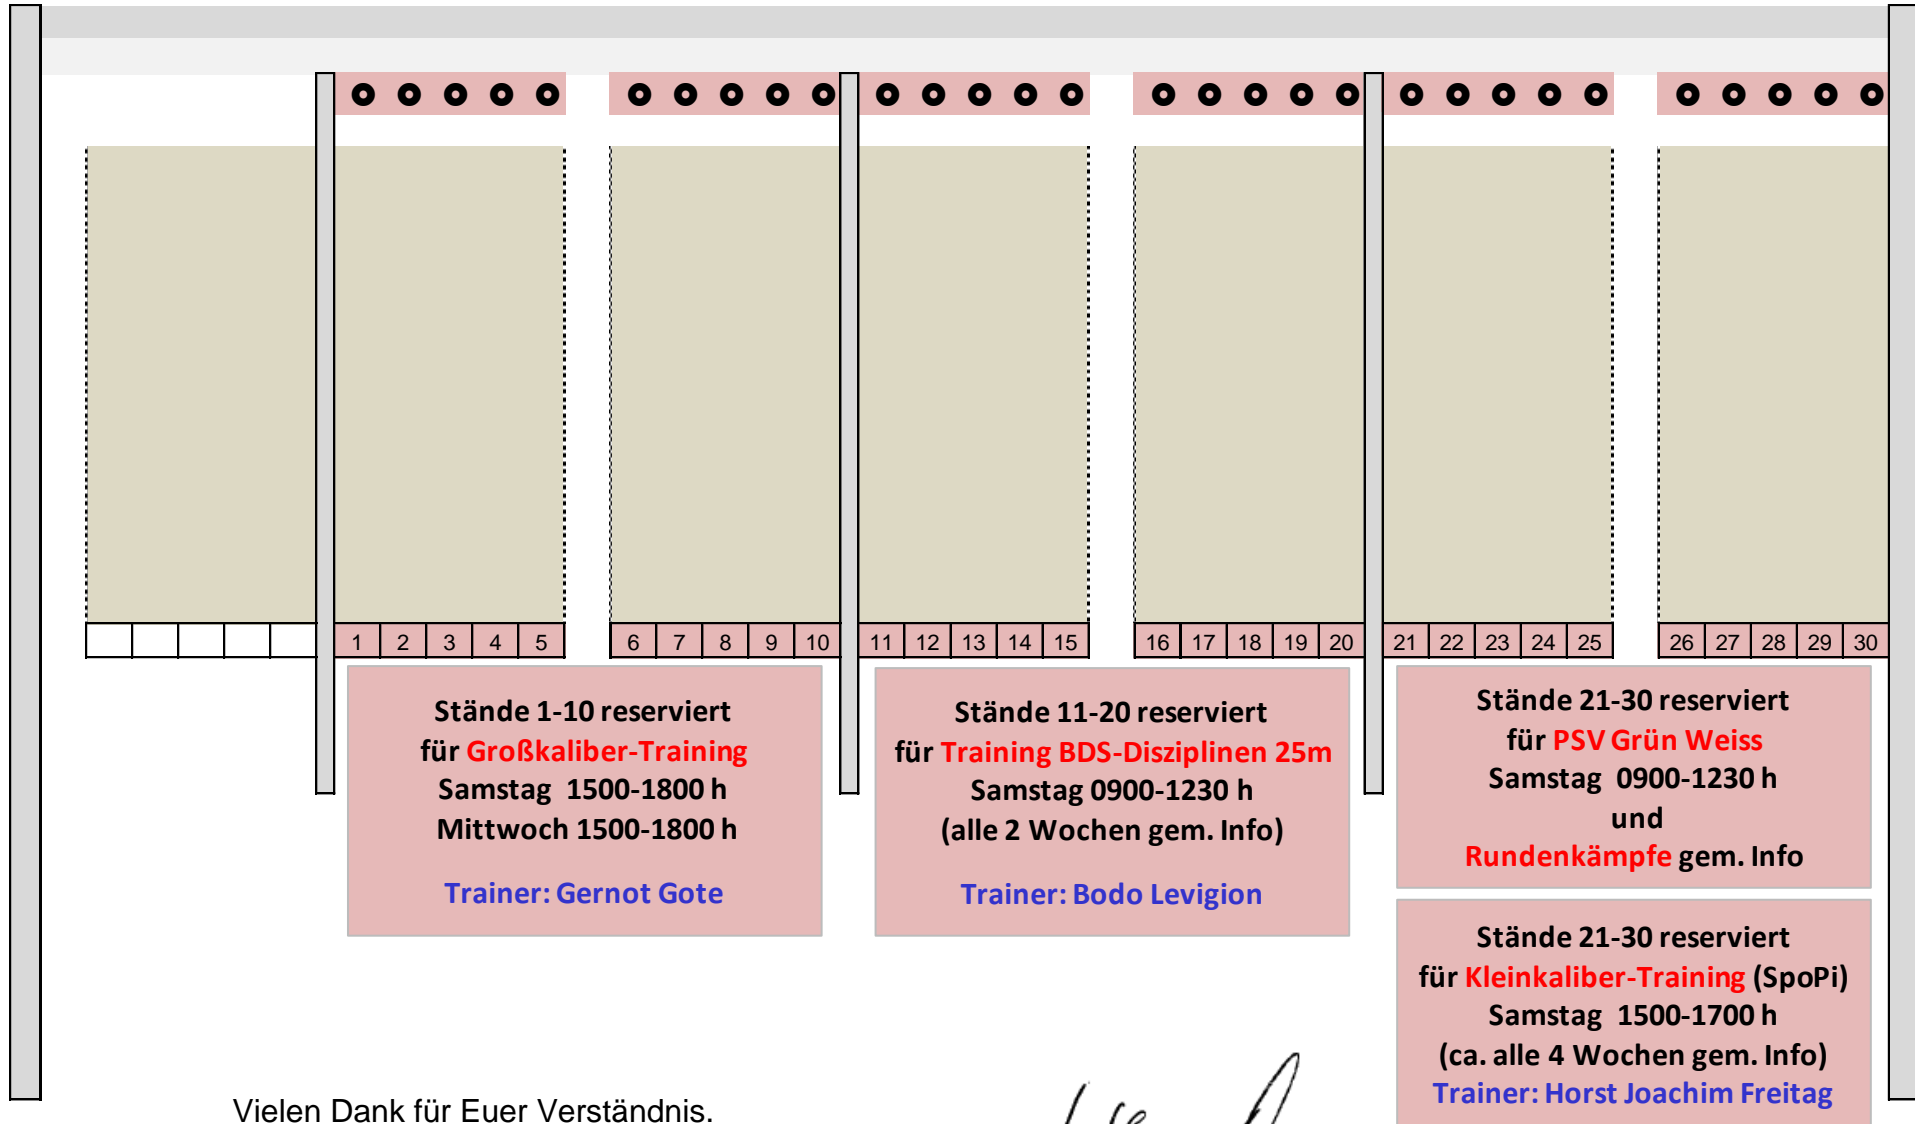 1 2 3 4 5 6 7 8 9 10 11 12 13 14 15 16 17 18 19 20 21 22 23 24 25 26 27 28 29 30
Stände 1-10 reserviert
für Großkaliber-Training
Samstag 1500-1800 h
Mittwoch 1500-1800 h
Trainer: Gernot Gote
Stände 11-20 reserviert
für Training BDS-Disziplinen 25m
Samstag 0900-1230 h
(alle 2 Wochen gem. Info)
Trainer: Bodo Levigion
Stände 21-30 reserviert
für PSV Grün Weiss
Samstag 0900-1230 h
und
Rundenkämpfe gem. Info
Stände 21-30 reserviert
für Kleinkaliber-Training (SpoPi)
Samstag 1500-1700 h
(ca. alle 4 Wochen gem. Info)
Trainer: Horst Joachim Freitag
Vielen Dank für Euer Verständnis.